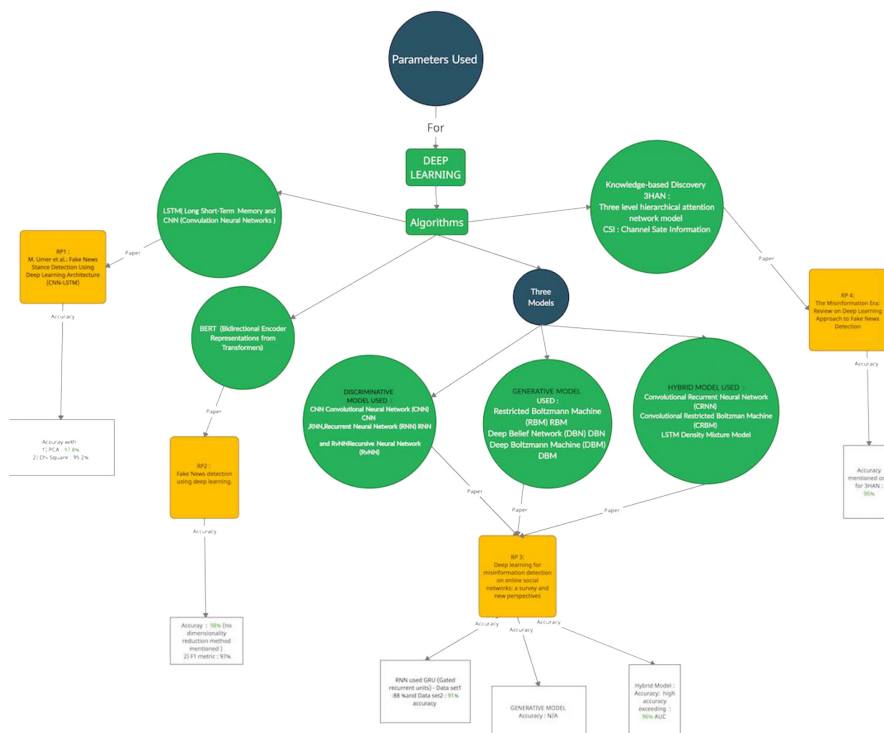 Parameters Used
For
DEEP
LEARNING
Algorithms
LSTM( Long Short-Term Memory and
CNN (Convulation Neural Networks )
Knowledge-based Discovery
3HAN :
Three level hierarchical attention
network model
CSI : Channel Sate Information
Paper
RP1 :
M. Umer et al.: Fake News
Stance Detection Using
Deep Learning Architecture
(CNN-LSTM)
Accuracy
Accuray with
1) PCA : 97.8%
2) Chi Square : 95.2%
BERT (Bidirectional Encoder
Representations from
Transformers)
Paper
RP2 :
Fake News detection
using deep learning.
Accuracy
Accuray : 98% (no
dimensionality
reduction method
mentioned )
2) F1 metric : 97%
Three
Models
DISCRIMINATIVE
MODEL USED :
CNN Convolutional Neural Network (CNN)
CNN
,RNN,Recurrent Neural Network (RNN) RNN
and RvNNRecursive Neural Network
(RvNN)
GENERATIVE MODEL
USED :
Restricted Boltzmann Machine
(RBM) RBM
Deep Belief Network (DBN) DBN
Deep Boltzmann Machine (DBM)
DBM
HYBRID MODEL USED :
Convolutional Recurrent Neural Network
(CRNN)
Convolutional Restricted Boltzman Machine
(CRBM)
LSTM Density Mixture Model
Paper
Paper
Paper
RP 3:
Deep learning for
misinformation detection
on online social
networks: a survey and
new perspectives
Accuracy
Accuracy
Accuracy
RNN used GRU (Gated
recurrent units) - Data set1
:88 %and Data set2 : 91%
accuracy
GENERATIVE MODEL
Accuracy : N/A
Hybrid Model :
Accuracy: high
accuracy
exceeding :
96% AUC
Paper
RP 4:
The Misinformation Era:
Review on Deep Learning
Approach to Fake News
Detection
Accuracy
Accuracy
mentioned
for 3HAN :
96%